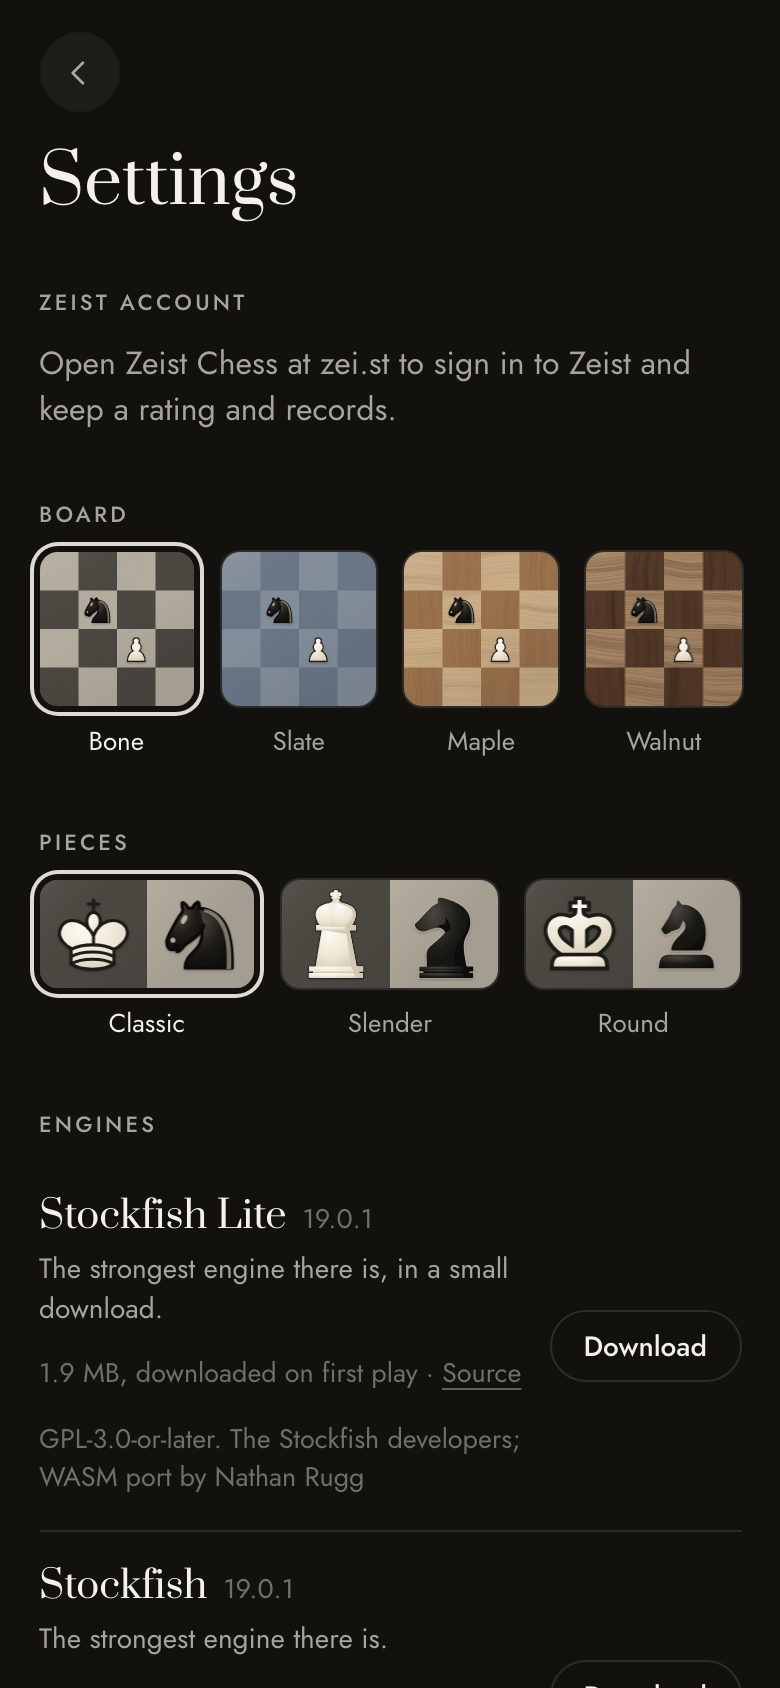 Settings
ZEIST ACCOUNT
Open Zeist Chess at zei.st to sign in to Zeist and
keep a rating and records.
BOARD
Bone
Slate
Maple
Walnut
PIECES
Classic
Slender
Round
ENGINES
Stockfish Lite 19.0.1
The strongest engine there is, in a small
download.
Download
1.9 MB, downloaded on first play · Source
GPL-3.0-or-later. The Stockfish developers;
WASM port by Nathan Rugg
Stockfish 19.0.1
The strongest engine there is.